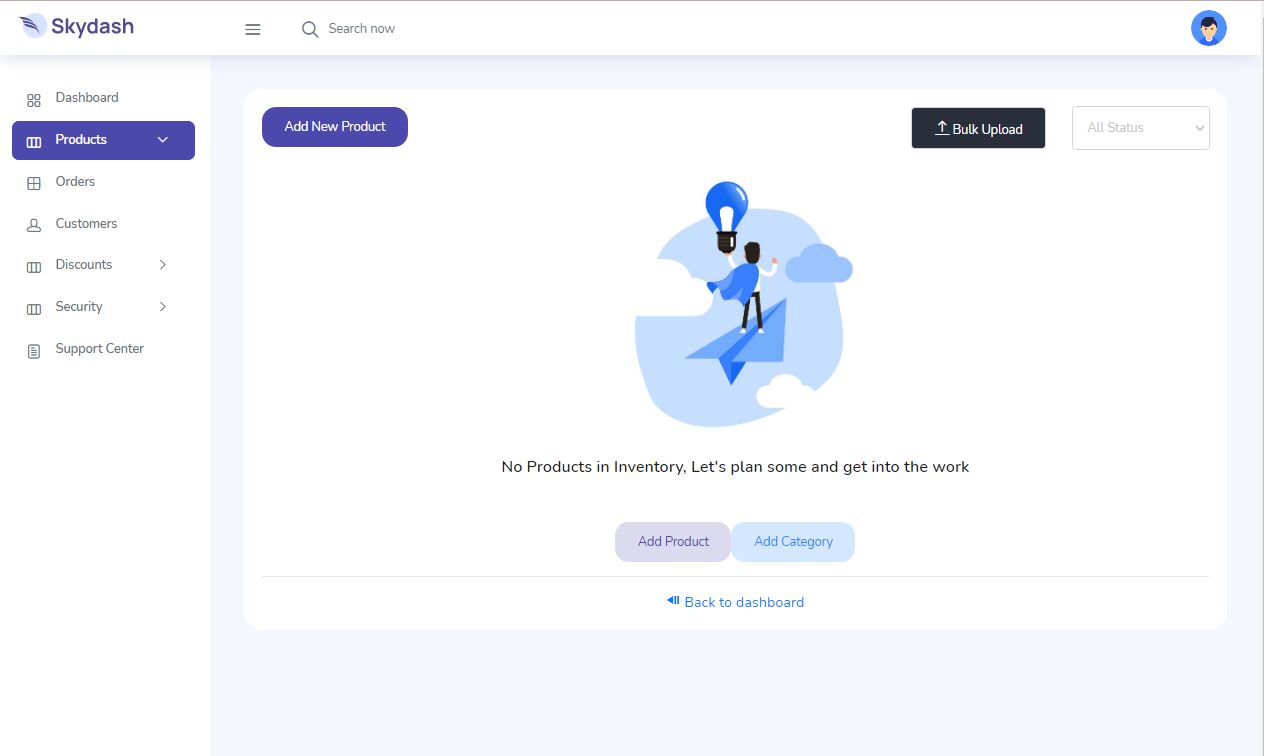 Skydash
Search now
Dashboard
Products
Orders
Customers
Discounts
Security
Support Center
Add New Product
Bulk Upload
All Status
No Products in Inventory, Let's plan some and get into the work
Add Product
Add Category
Back to dashboard